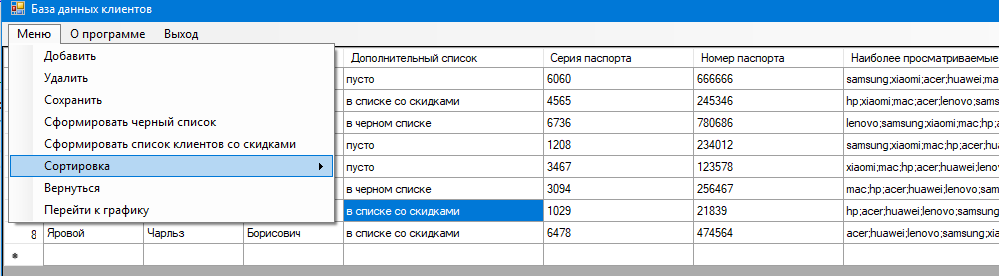 База данных клиентов
Меню О программе Выход
Добавить
Удалить
Сохранить
Сформировать черный список
Сформировать список клиентов со скидками
Сортировка
Вернуться
Перейти к графику
Дополнительный список Серия паспорта Номер паспорта Наиболее просматриваемые
пусто 6060 666666 samsung;xiaomi;acer;huawei;mac
в списке со скидками 4565 245346 hp;xiaomi;mac;acer;lenovo;samsun
в черном списке 6736 780686 lenovo;samsung;xiaomi;mac;hp;a
пусто 1208 234012 samsung;xiaomi;mac;hp;acer;huaw
пусто 3467 123578 xiaomi;mac;hp;acer;huawei;lenov
в черном списке 3094 256467 mac;hp;acer;huawei;lenovo;samsu
в списке со скидками 1029 21839 hp;acer;huawei;lenovo;samsung
8 Яровой Чарльз Борисович в списке со скидками 6478 474564 acer;huawei;lenovo;samsung;xia
*